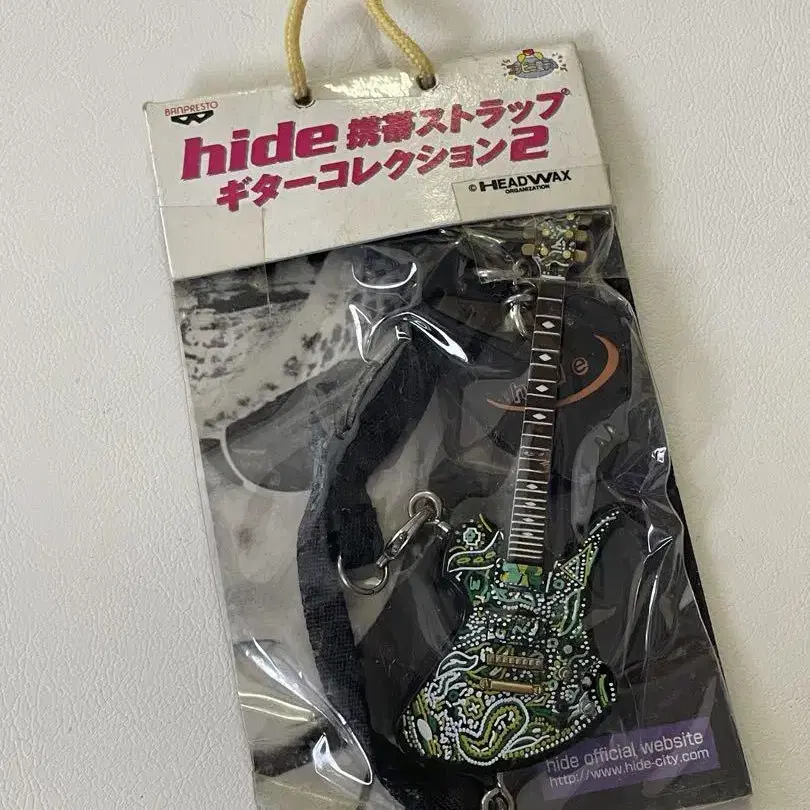 BANPRESTO
hide 携帯ストラップ
ギターコレクション2
© HEADWAX
ORGANIZATION
hide official website
http://www.hide-city.com